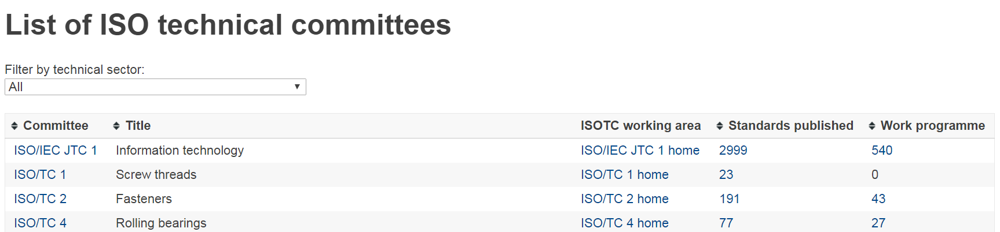 List of ISO technical committees
Filter by technical sector:
All
Committee Title ISOTC working area Standards published Work programme
ISO/IEC JTC 1 Information technology ISO/IEC JTC 1 home 2999 540
ISO/TC 1 Screw threads ISO/TC 1 home 23 0
ISO/TC 2 Fasteners ISO/TC 2 home 191 43
ISO/TC 4 Rolling bearings ISO/TC 4 home 77 27